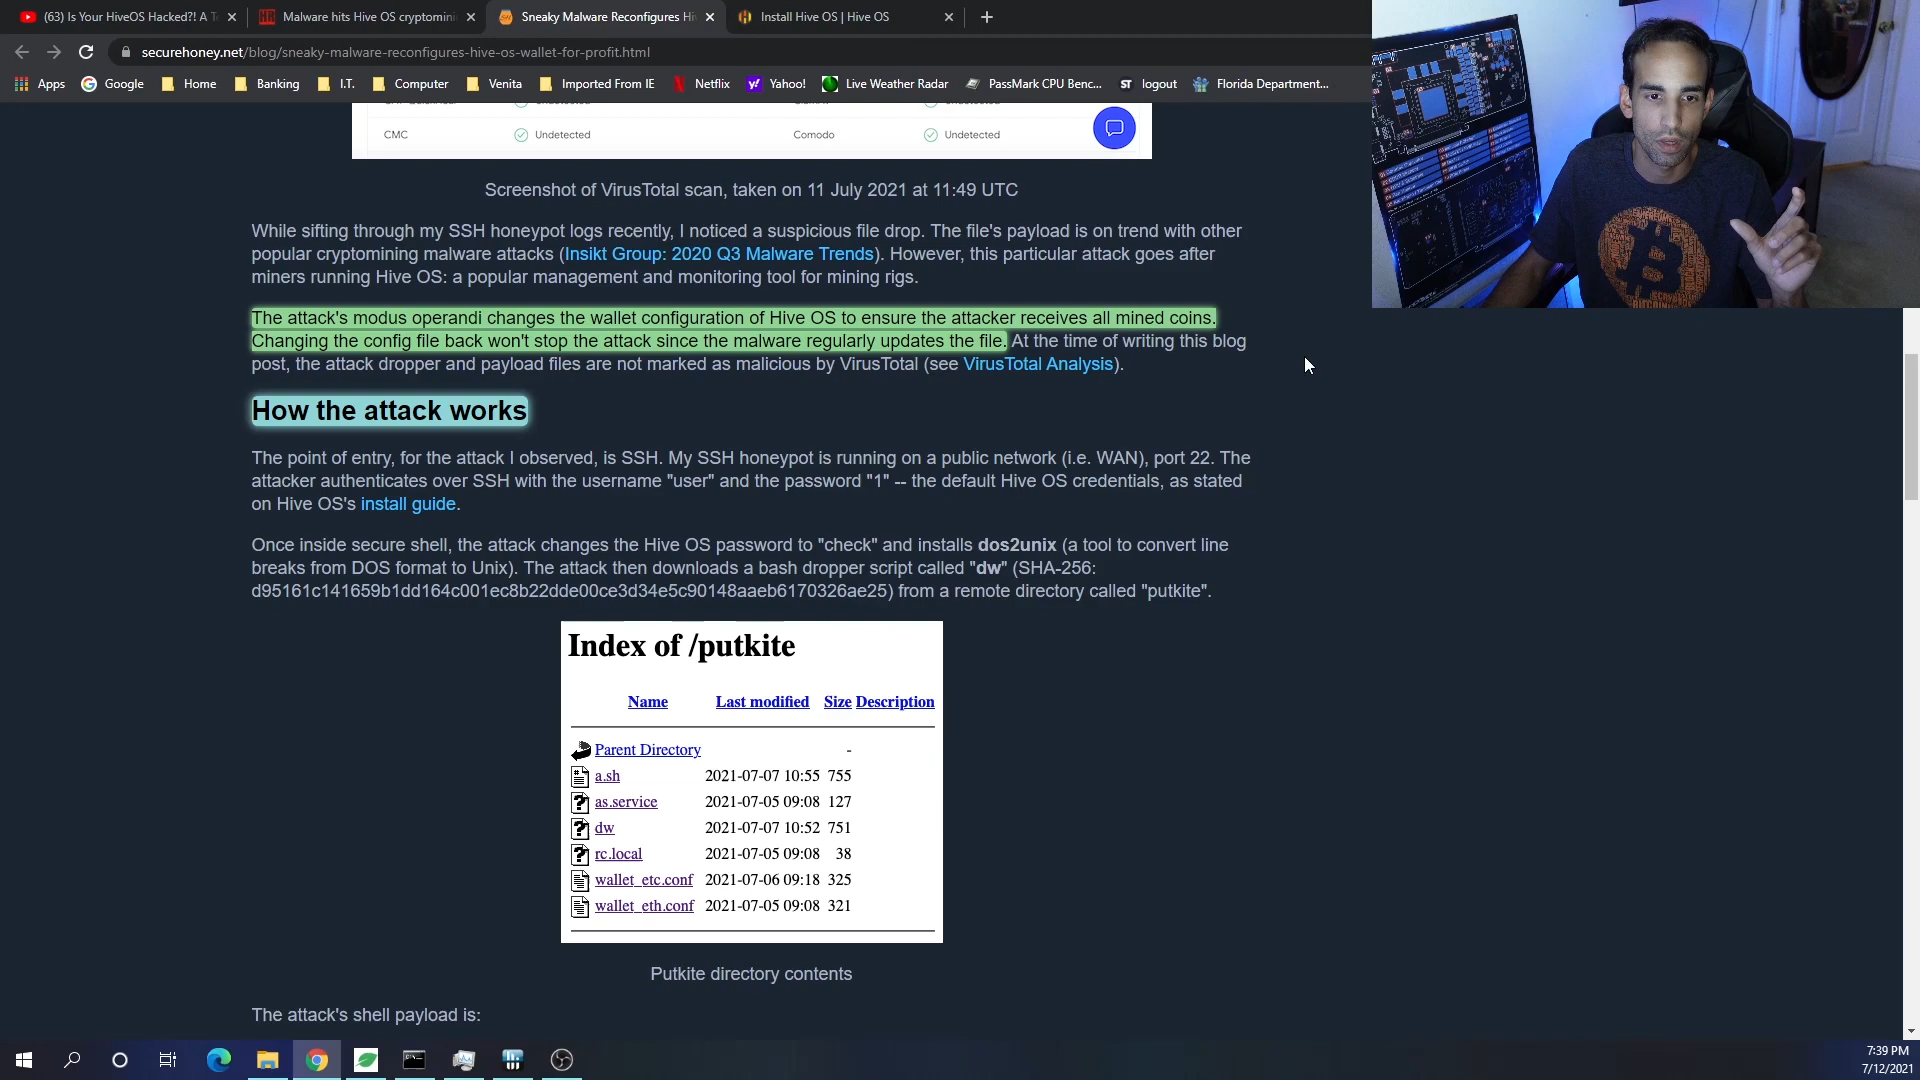 (63) Is Your HiveOS Hacked?! A T
Malware hits Hive OS cryptomini
Sneaky Malware Reconfigures Hi
Install Hive OS | Hive OS
securehoney.net/blog/sneaky-malware-reconfigures-hive-os-wallet-for-profit.html
Apps
Google
Home
Banking
I.T.
Computer
Venita
Imported From IE
Netflix
Yahoo!
Live Weather Radar
PassMark CPU Benc...
ST logout
Florida Department...
CMC Undetected Comodo Undetected
Screenshot of VirusTotal scan, taken on 11 July 2021 at 11:49 UTC
While sifting through my SSH honeypot logs recently, I noticed a suspicious file drop. The file's payload is on trend with other
popular cryptomining malware attacks (Insikt Group: 2020 Q3 Malware Trends). However, this particular attack goes after
miners running Hive OS: a popular management and monitoring tool for mining rigs.
The attack's modus operandi changes the wallet configuration of Hive OS to ensure the attacker receives all mined coins.
Changing the config file back won't stop the attack since the malware regularly updates the file. At the time of writing this blog
post, the attack dropper and payload files are not marked as malicious by VirusTotal (see VirusTotal Analysis).
How the attack works
The point of entry, for the attack I observed, is SSH. My SSH honeypot is running on a public network (i.e. WAN), port 22. The
attacker authenticates over SSH with the username "user" and the password "1" -- the default Hive OS credentials, as stated
on Hive OS's install guide.
Once inside secure shell, the attack changes the Hive OS password to "check" and installs dos2unix (a tool to convert line
breaks from DOS format to Unix). The attack then downloads a bash dropper script called "dw" (SHA-256:
d95161c141659b1dd164c001ec8b22dde00ce3d34e5c90148aaeb6170326ae25) from a remote directory called "putkite".
Index of /putkite
Name Last modified Size Description
Parent Directory -
a.sh 2021-07-07 10:55 755
as.service 2021-07-05 09:08 127
dw 2021-07-07 10:52 751
rc.local 2021-07-05 09:08 38
wallet_etc.conf 2021-07-06 09:18 325
wallet_eth.conf 2021-07-05 09:08 321
Putkite directory contents
The attack's shell payload is:
7:39 PM
7/12/2021